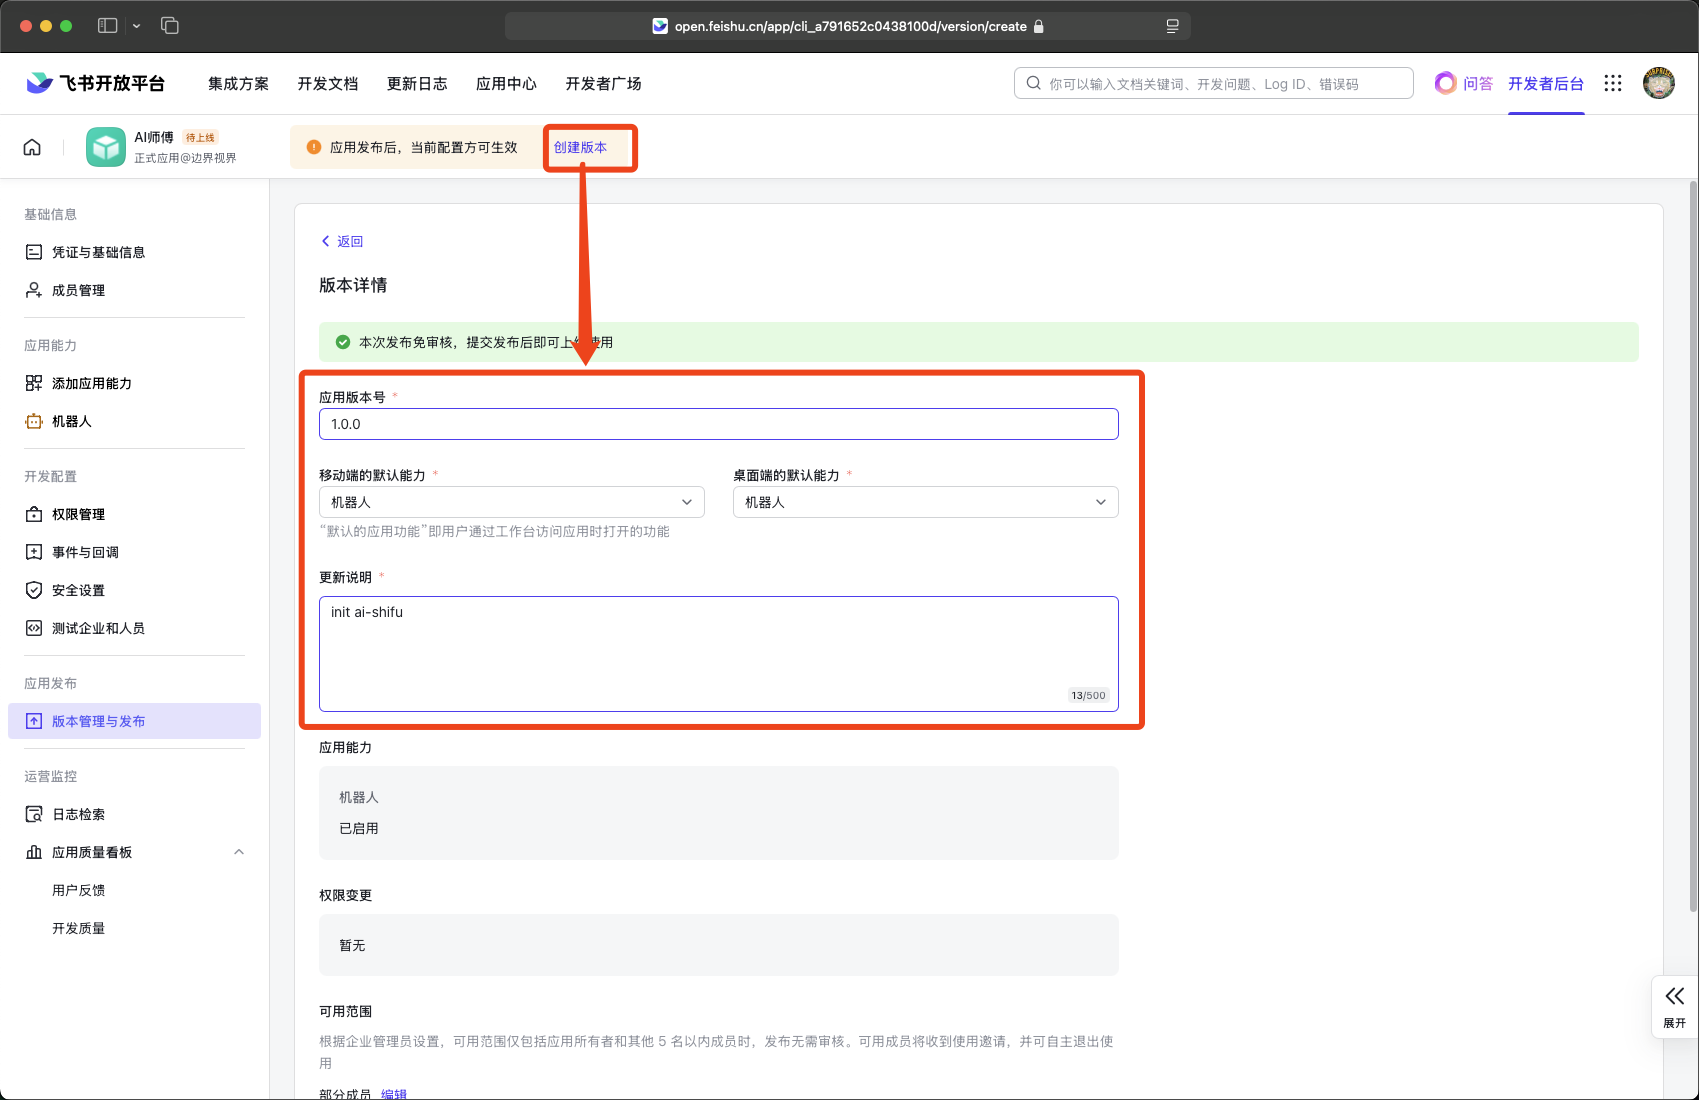 open.feishu.cn/app/cli_a791652c0438100d/version/create
飞书开放平台
集成方案
开发文档
更新日志
应用中心
开发者广场
你可以输入文档关键词、开发问题、Log ID、错误码
问答
开发者后台
AI师傅
待上线
正式应用@边界视界
应用发布后，当前配置方可生效
创建版本
基础信息
凭证与基础信息
成员管理
应用能力
添加应用能力
机器人
开发配置
权限管理
事件与回调
安全设置
测试企业和人员
应用发布
版本管理与发布
运营监控
日志检索
应用质量看板
用户反馈
开发质量
返回
版本详情
本次发布免审核，提交发布后即可上线使用
应用版本号 *
1.0.0
移动端的默认能力 *
机器人
“默认的应用功能”即用户通过工作台访问应用时打开的功能
桌面端的默认能力 *
机器人
更新说明 *
init ai-shifu
13/500
应用能力
机器人
已启用
权限变更
暂无
可用范围
根据企业管理员设置，可用范围仅包括应用所有者和其他 5 名以内成员时，发布无需审核。可用成员将收到使用邀请，并可自主退出使
用
部分成员 编辑
展开